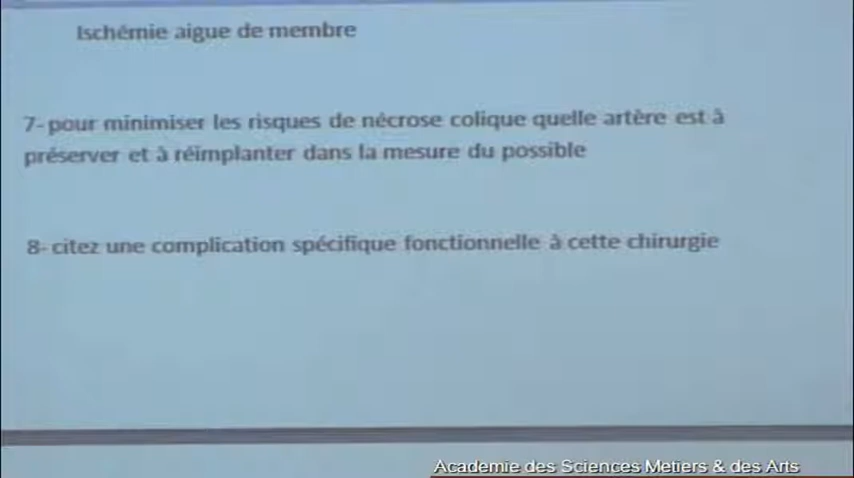 Ischémie aigue de membre
7- pour minimiser les risques de nécrose colique quelle artère est à
préserver et à réimplanter dans la mesure du possible
8- citez une complication spécifique fonctionnelle à cette chirurgie
Academie des Sciences Metiers & des Arts